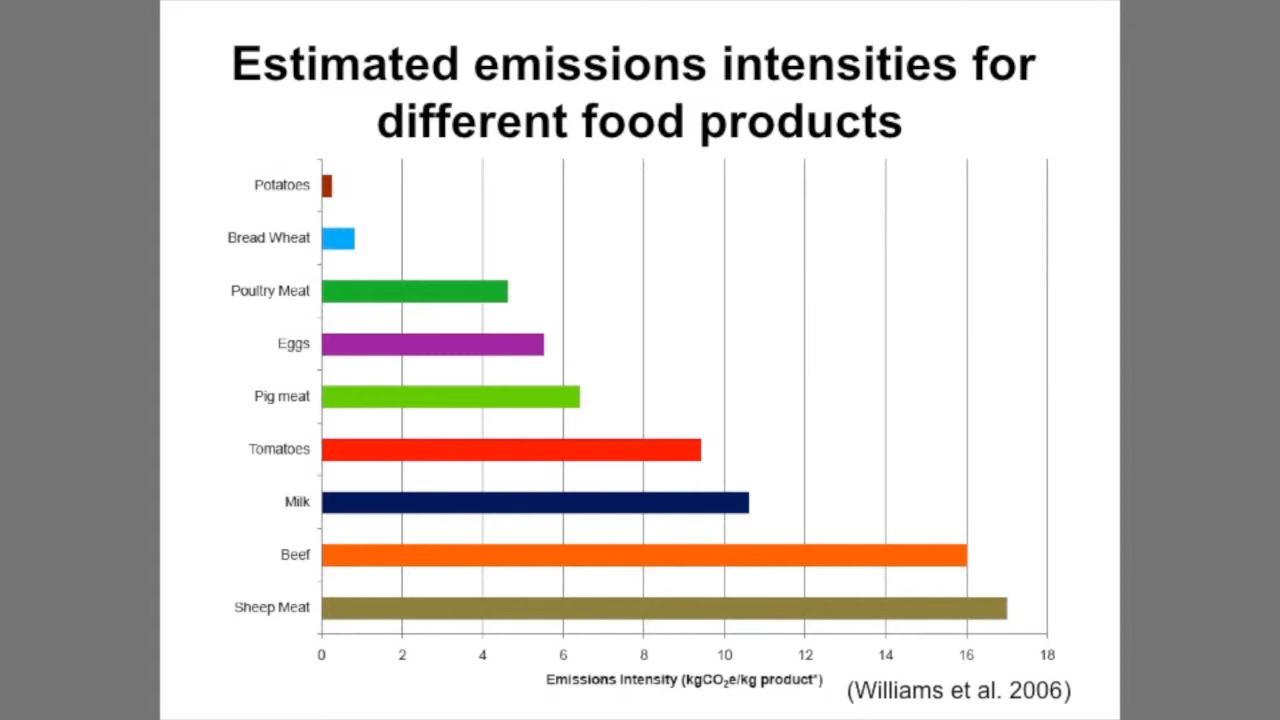 Estimated emissions intensities for
different food products
Potatoes
Bread Wheat
Poultry Meat
Eggs
Pig meat
Tomatoes
Milk
Beef
Sheep Meat
0 2 4 6 8 10 12 14 16 18
Emissions Intensity (kgCO₂e/kg product*)
(Williams et al. 2006)